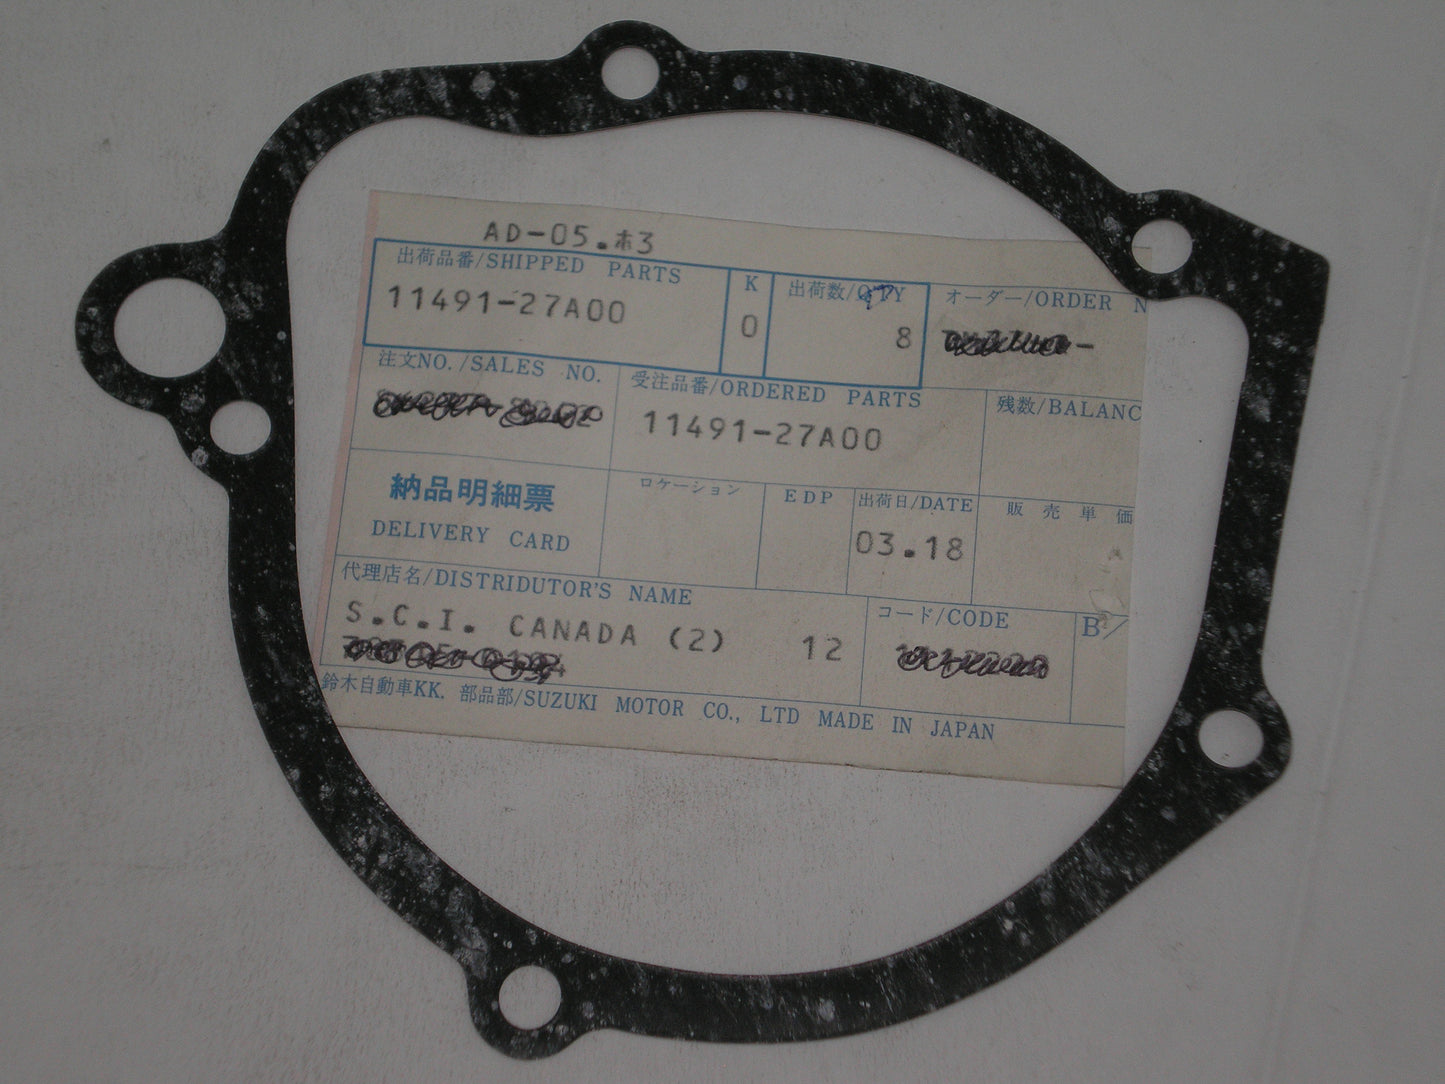 AD-05.ホ3
出荷品番/SHIPPED PARTS K 出荷数/QTY オーダー/ORDER N
11491-27A00 0 8
注文NO./SALES NO. 受注品番/ORDERED PARTS 残数/BALANC
11491-27A00
納品明細票 ロケーション EDP 出荷日/DATE 販売単価
DELIVERY CARD 03.18
代理店名/DISTRIDUTOR'S NAME コード/CODE B/
S.C.I. CANADA (2) 12
鈴木自動車KK. 部品部/SUZUKI MOTOR CO., LTD MADE IN JAPAN